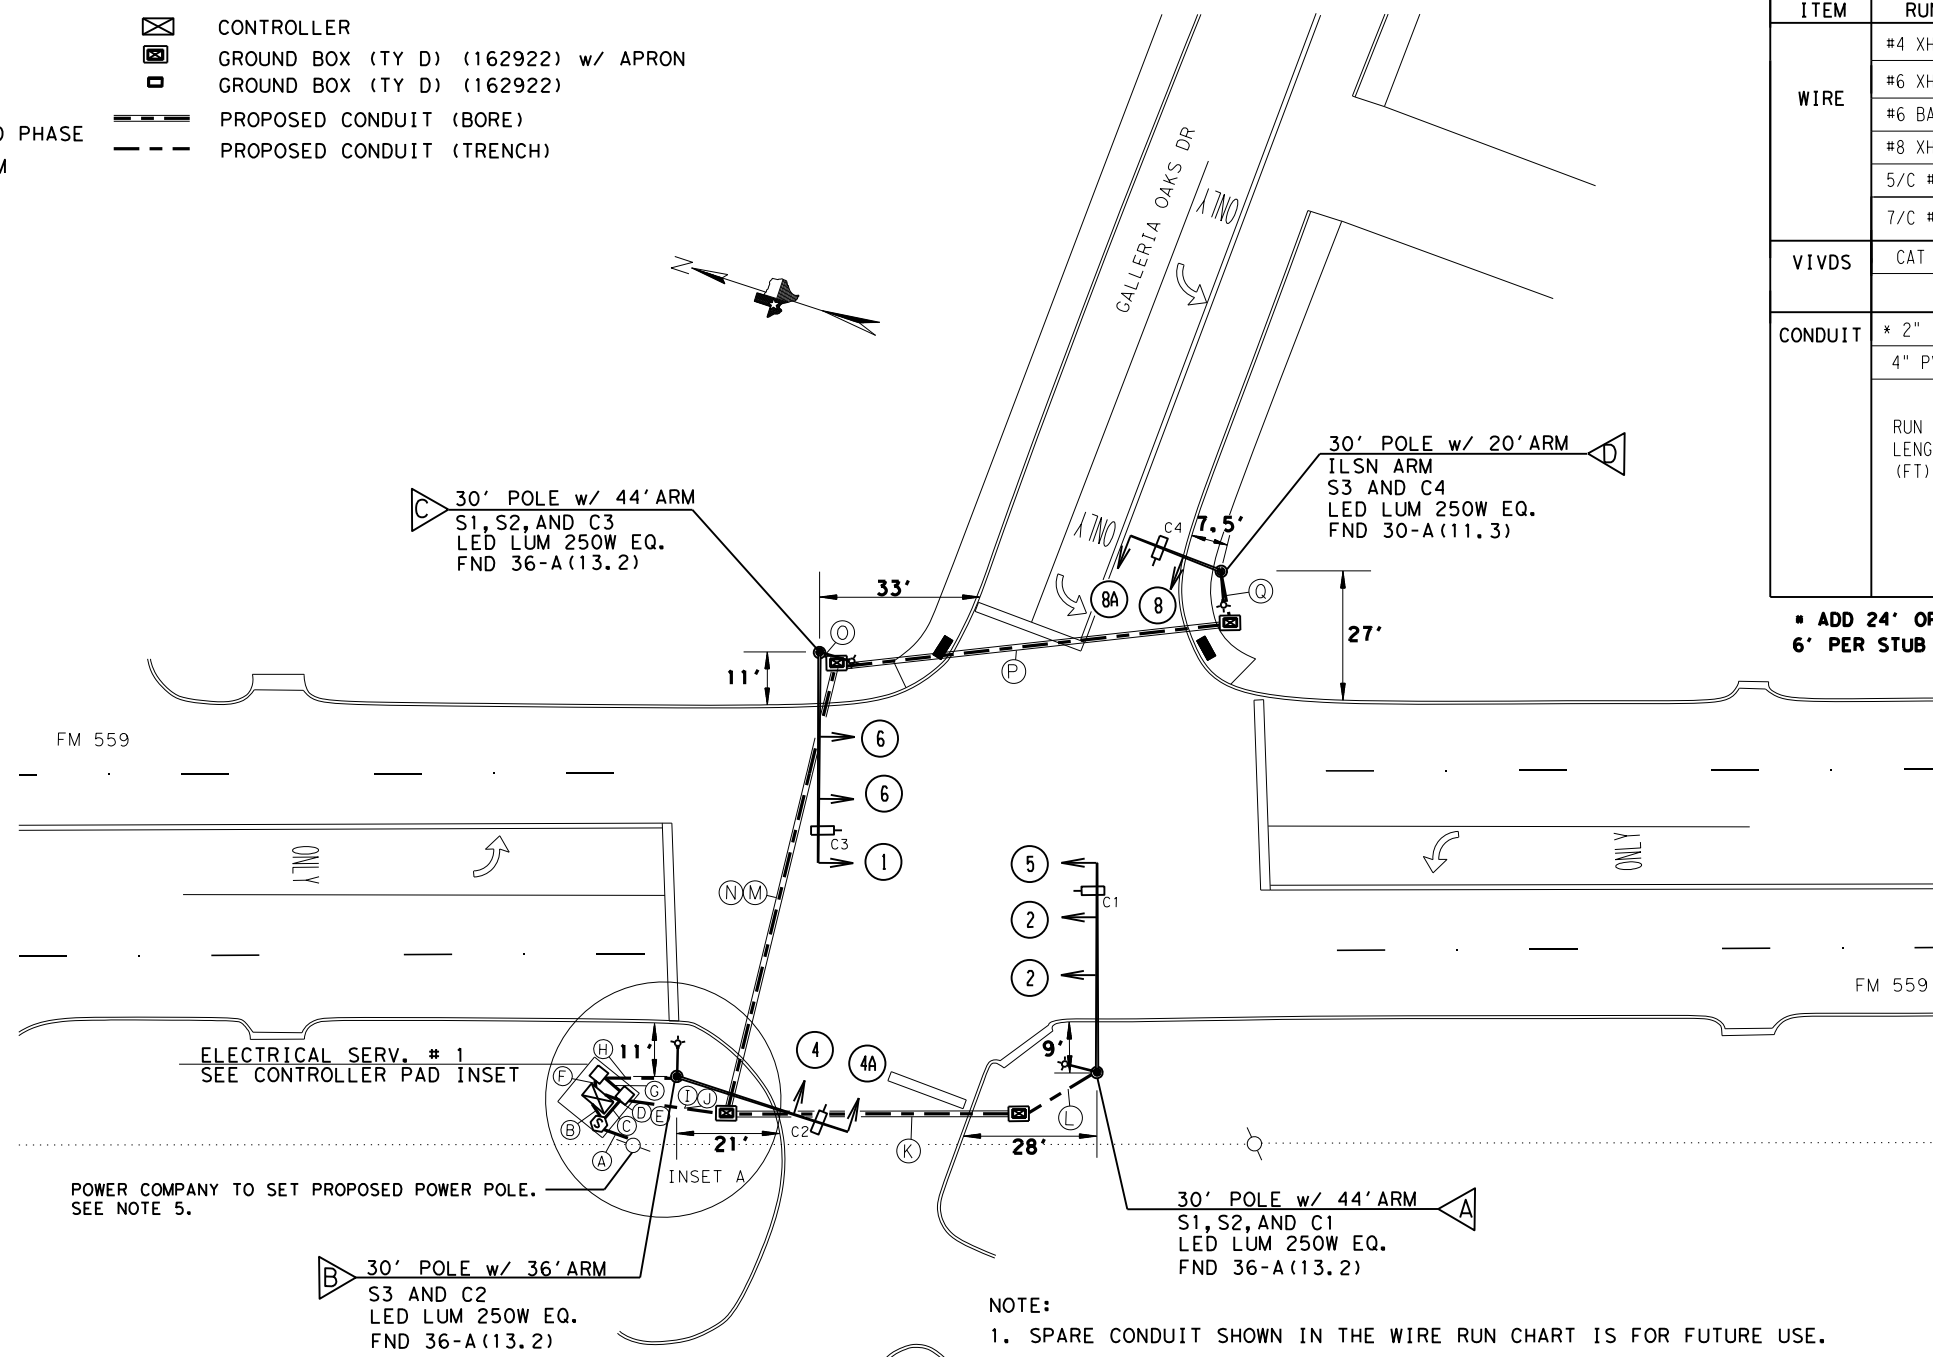 CONTROLLER
GROUND BOX (TY D) (162922) w/ APRON
GROUND BOX (TY D) (162922)
PROPOSED CONDUIT (BORE)
PROPOSED CONDUIT (TRENCH)
PHASE
ITEM
#4
WIRE
#6
#6
#8
5/C
7/C
VIVDS
CAT
CONDUIT
* 2"
4"
RUN
(FT)
ADD 24'
6' PER STUB
N
GALLERIA OAKS DR
ONLY
ONLY
C
30' POLE w/ 44'ARM
S1,S2,AND C3
LED LUM 250W EQ.
FND 36-A(13.2)
D
30' POLE w/ 20'ARM
ILSN ARM
S3 AND C4
LED LUM 250W EQ.
FND 30-A(11.3)
C4
7.5'
8A
8
Q
33'
O
11'
P
27'
FM 559
6
6
C3
1
ONLY
N M
5
C1
2
2
ONLY
FM 559
ELECTRICAL SERV. # 1
SEE CONTROLLER PAD INSET
H
11'
F
G
I J
D E
B
C
S
A
4
4A
C2
9'
L
K
21'
28'
INSET A
POWER COMPANY TO SET PROPOSED POWER POLE.
SEE NOTE 5.
B
30' POLE w/ 36'ARM
S3 AND C2
LED LUM 250W EQ.
FND 36-A(13.2)
A
30' POLE w/ 44'ARM
S1,S2,AND C1
LED LUM 250W EQ.
FND 36-A(13.2)
NOTE:
1. SPARE CONDUIT SHOWN IN THE WIRE RUN CHART IS FOR FUTURE USE.